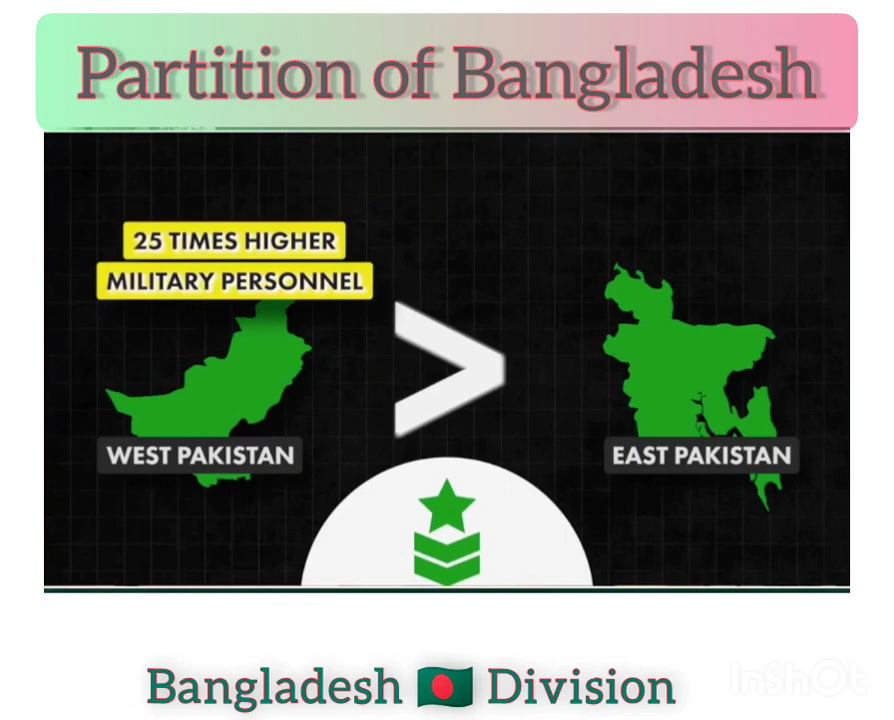 Partition of Bangladesh
25 TIMES HIGHER
MILITARY PERSONNEL
WEST PAKISTAN
EAST PAKISTAN
Bangladesh 🇧🇩 Division
InShOt